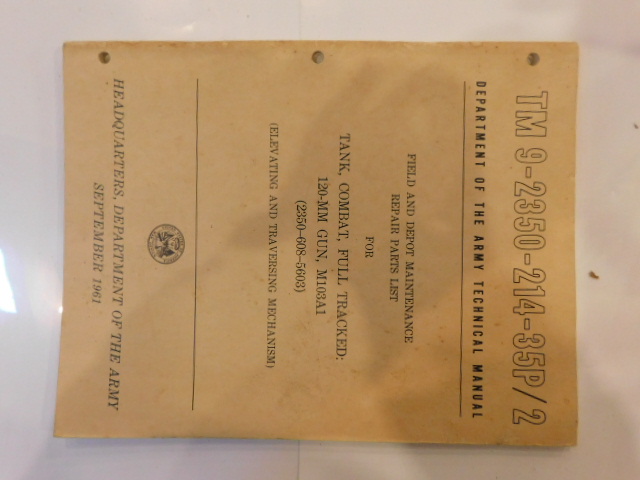 TM 9-2350-214-35P/2
DEPARTMENT OF THE ARMY TECHNICAL MANUAL
FIELD AND DEPOT MAINTENANCE
REPAIR PARTS LIST
FOR
TANK, COMBAT, FULL TRACKED:
120-MM GUN, M103A1
(2350-608-5603)
(ELEVATING AND TRAVERSING MECHANISM)
HEADQUARTERS, DEPARTMENT OF THE ARMY
SEPTEMBER 1961